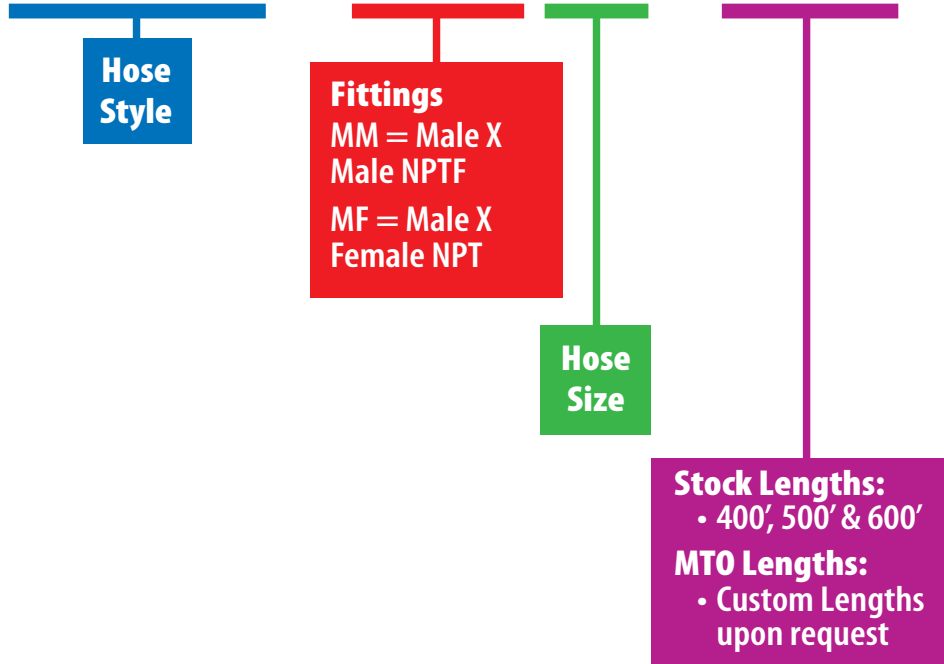 Hose
Style
Fittings
MM = Male X
Male NPTF
MF = Male X
Female NPT
Hose
Size
Stock Lengths:
• 400′, 500′ & 600′
MTO Lengths:
• Custom Lengths
upon request